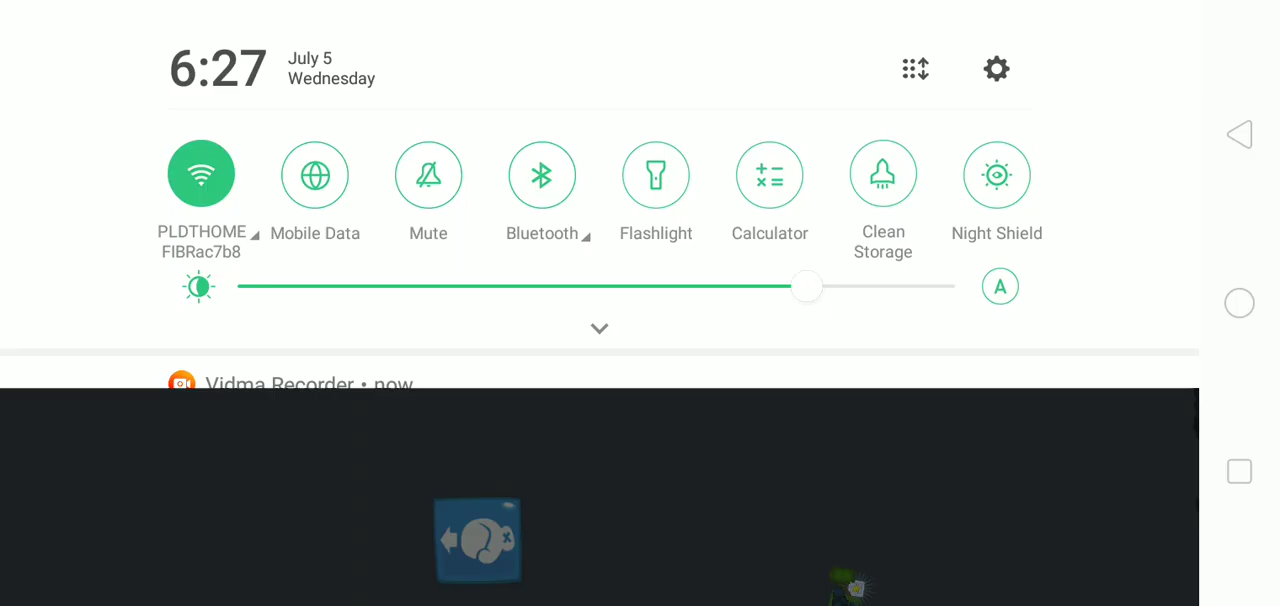 6:27
July 5
Wednesday
PLDTHOME
FIBRac7b8
Mobile Data
Mute
Bluetooth
Flashlight
Calculator
Clean
Storage
Night Shield
A
Vidma Recorder • now